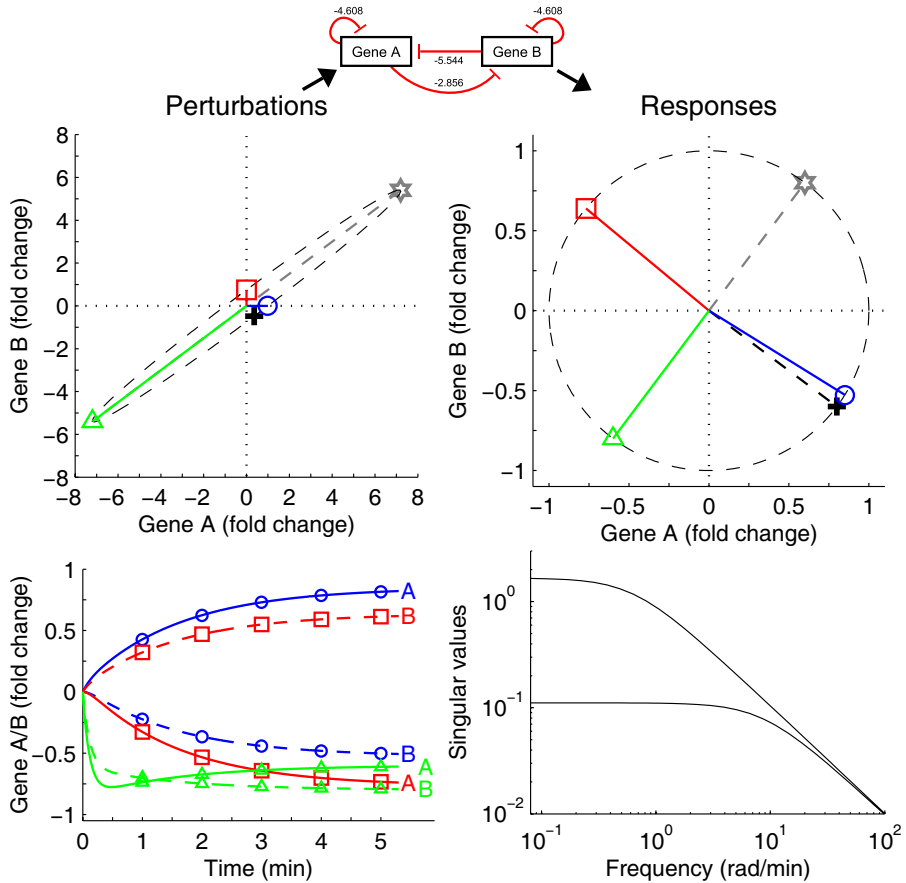 -4.608
-4.608
Gene A
Gene B
-5.544
-2.856
Perturbations
Responses
8
6
4
2
0
−2
−4
−6
−8
−8 −6 −4 −2 0 2 4 6 8
Gene B (fold change)
Gene A (fold change)
1
0.5
0
−0.5
−1
−1 −0.5 0 0.5 1
Gene B (fold change)
Gene A (fold change)
1
0.5
0
−0.5
−1
0 1 2 3 4 5
Gene A/B (fold change)
Time (min)
A
B
B
A
A
B
10^0
10^−1
10^−2
10^−1 10^0 10^1 10^2
Singular values
Frequency (rad/min)